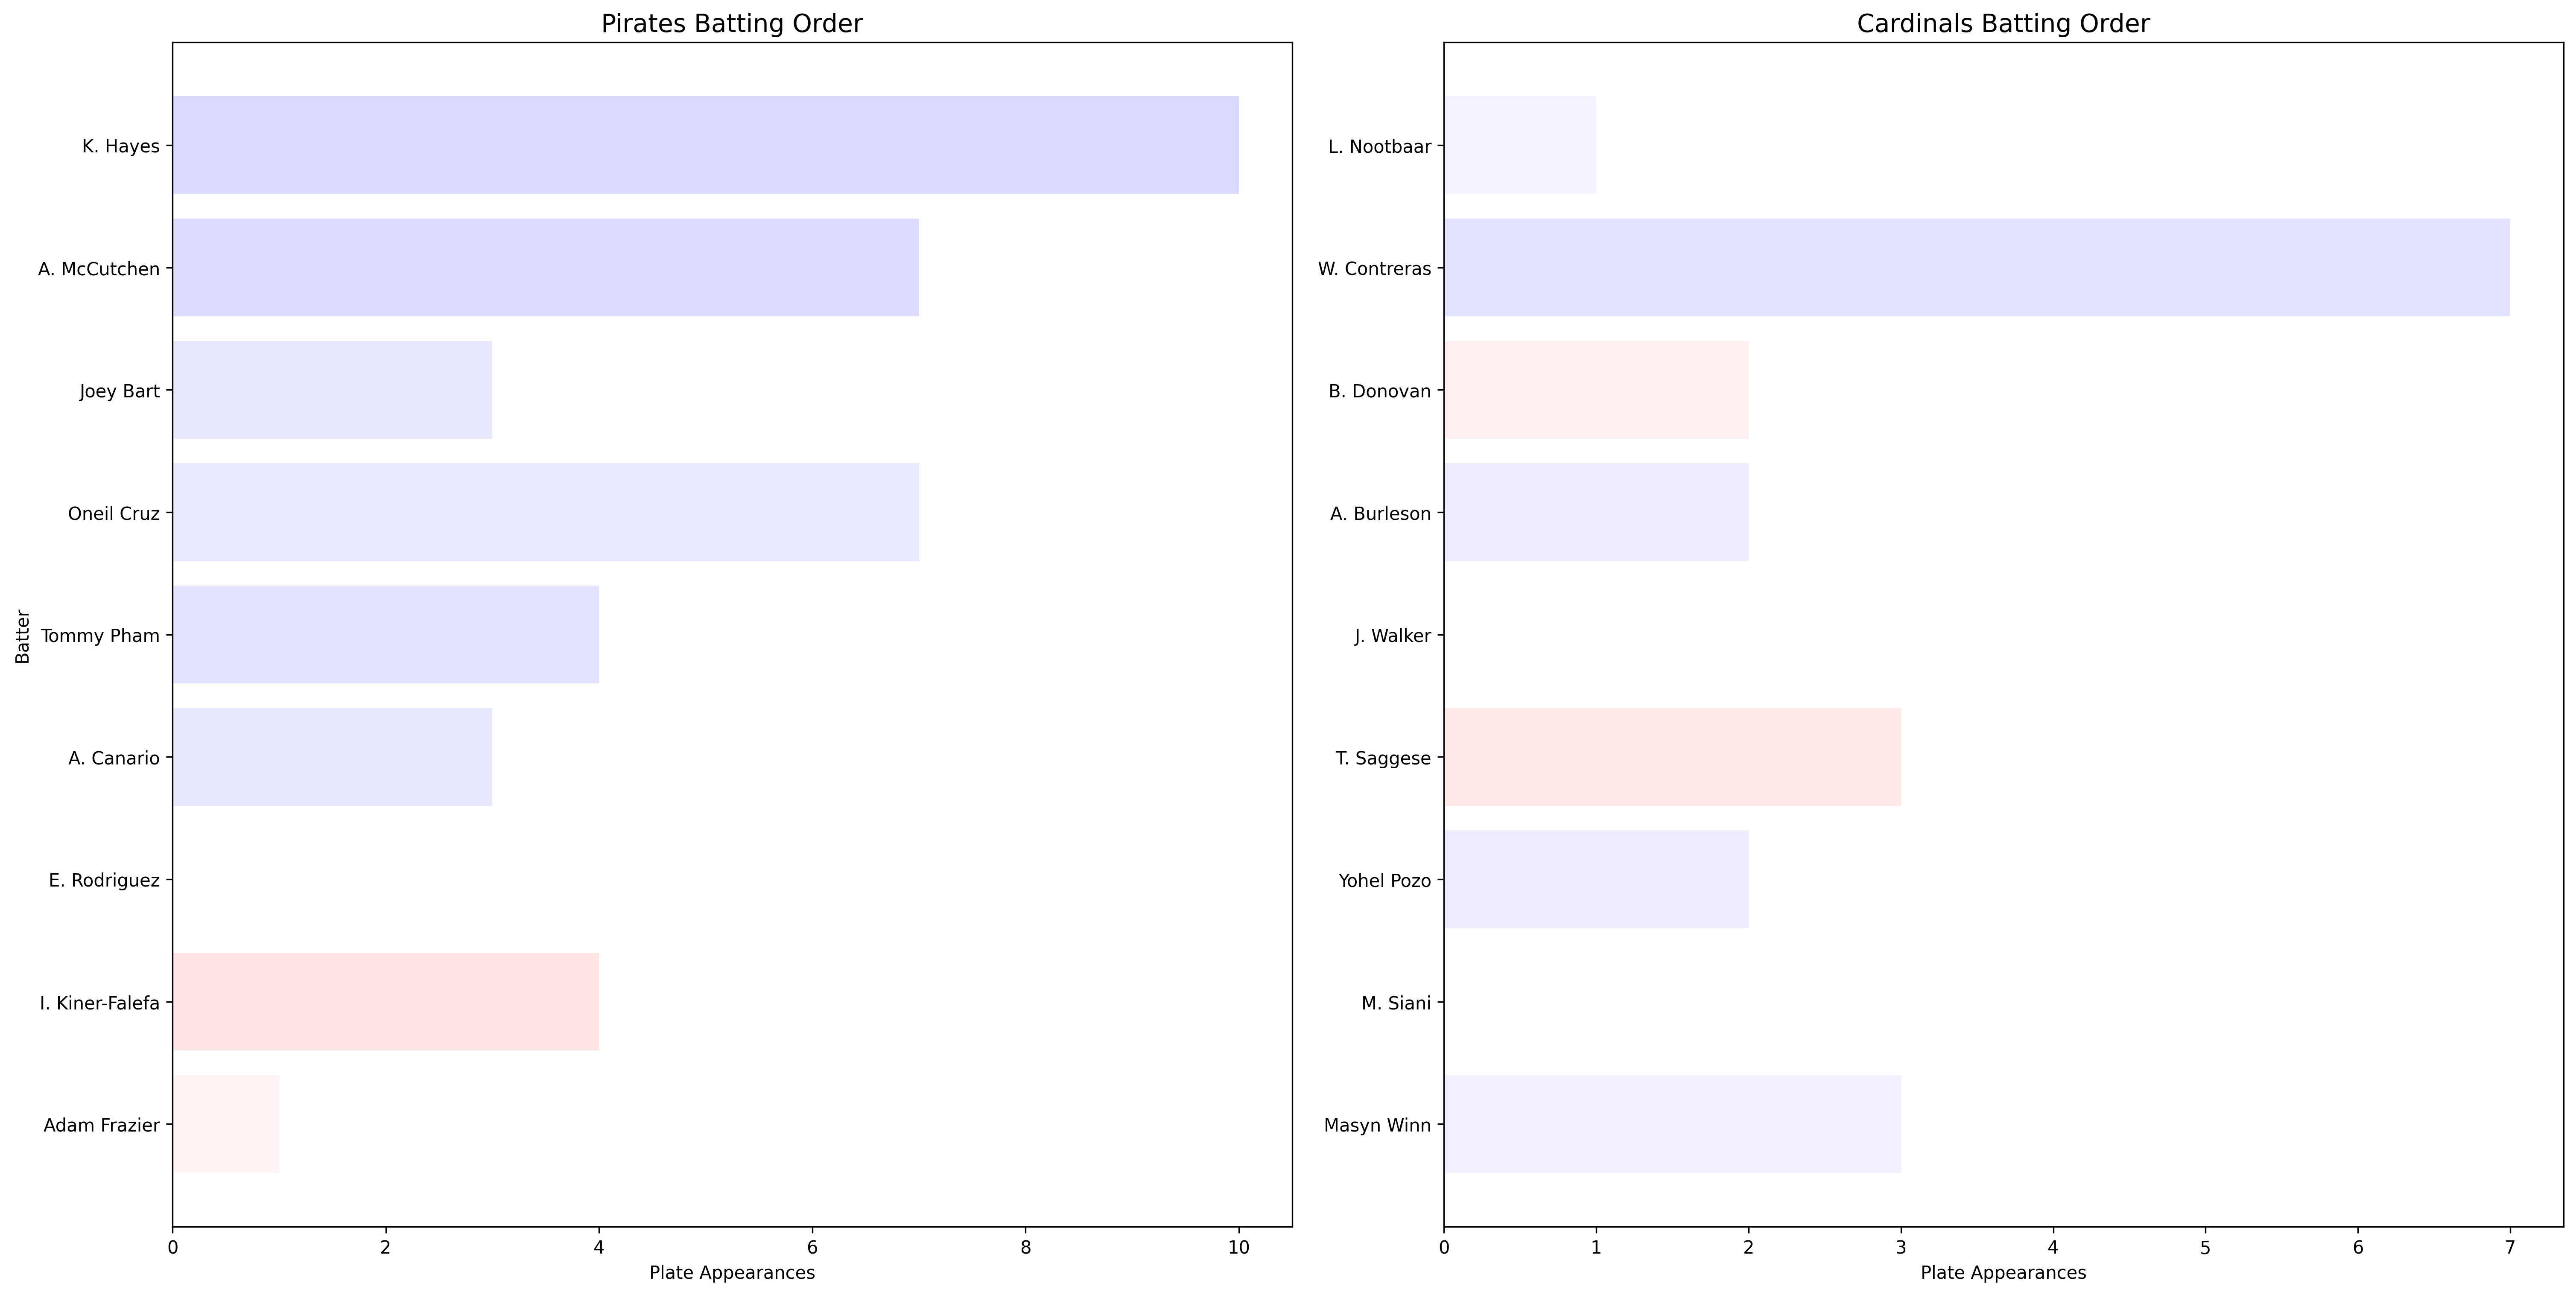 Pirates Batting Order
Batter
K. Hayes
A. McCutchen
Joey Bart
Oneil Cruz
Tommy Pham
A. Canario
E. Rodriguez
I. Kiner-Falefa
Adam Frazier
0 2 4 6 8 10
Plate Appearances
Cardinals Batting Order
L. Nootbaar
W. Contreras
B. Donovan
A. Burleson
J. Walker
T. Saggese
Yohel Pozo
M. Siani
Masyn Winn
0 1 2 3 4 5 6 7
Plate Appearances